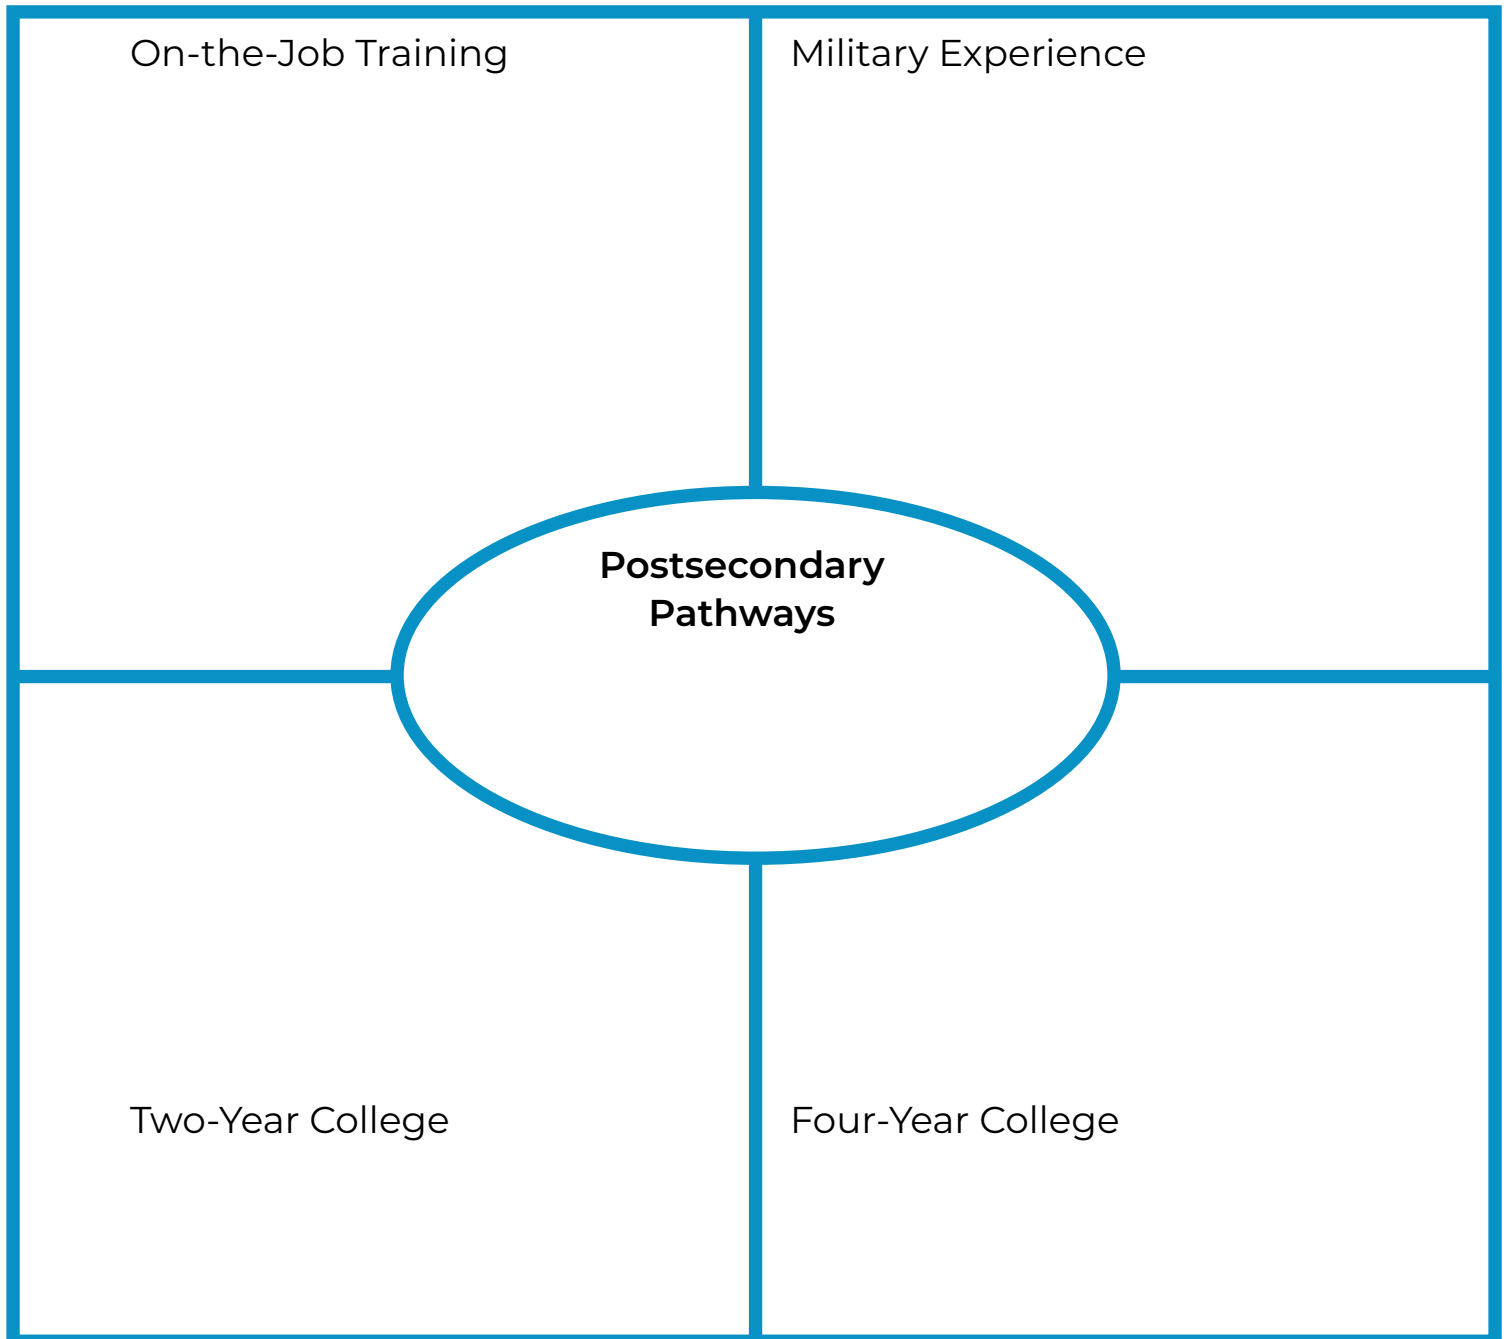 On-the-Job Training
Military Experience
Postsecondary
Pathways
Two-Year College
Four-Year College